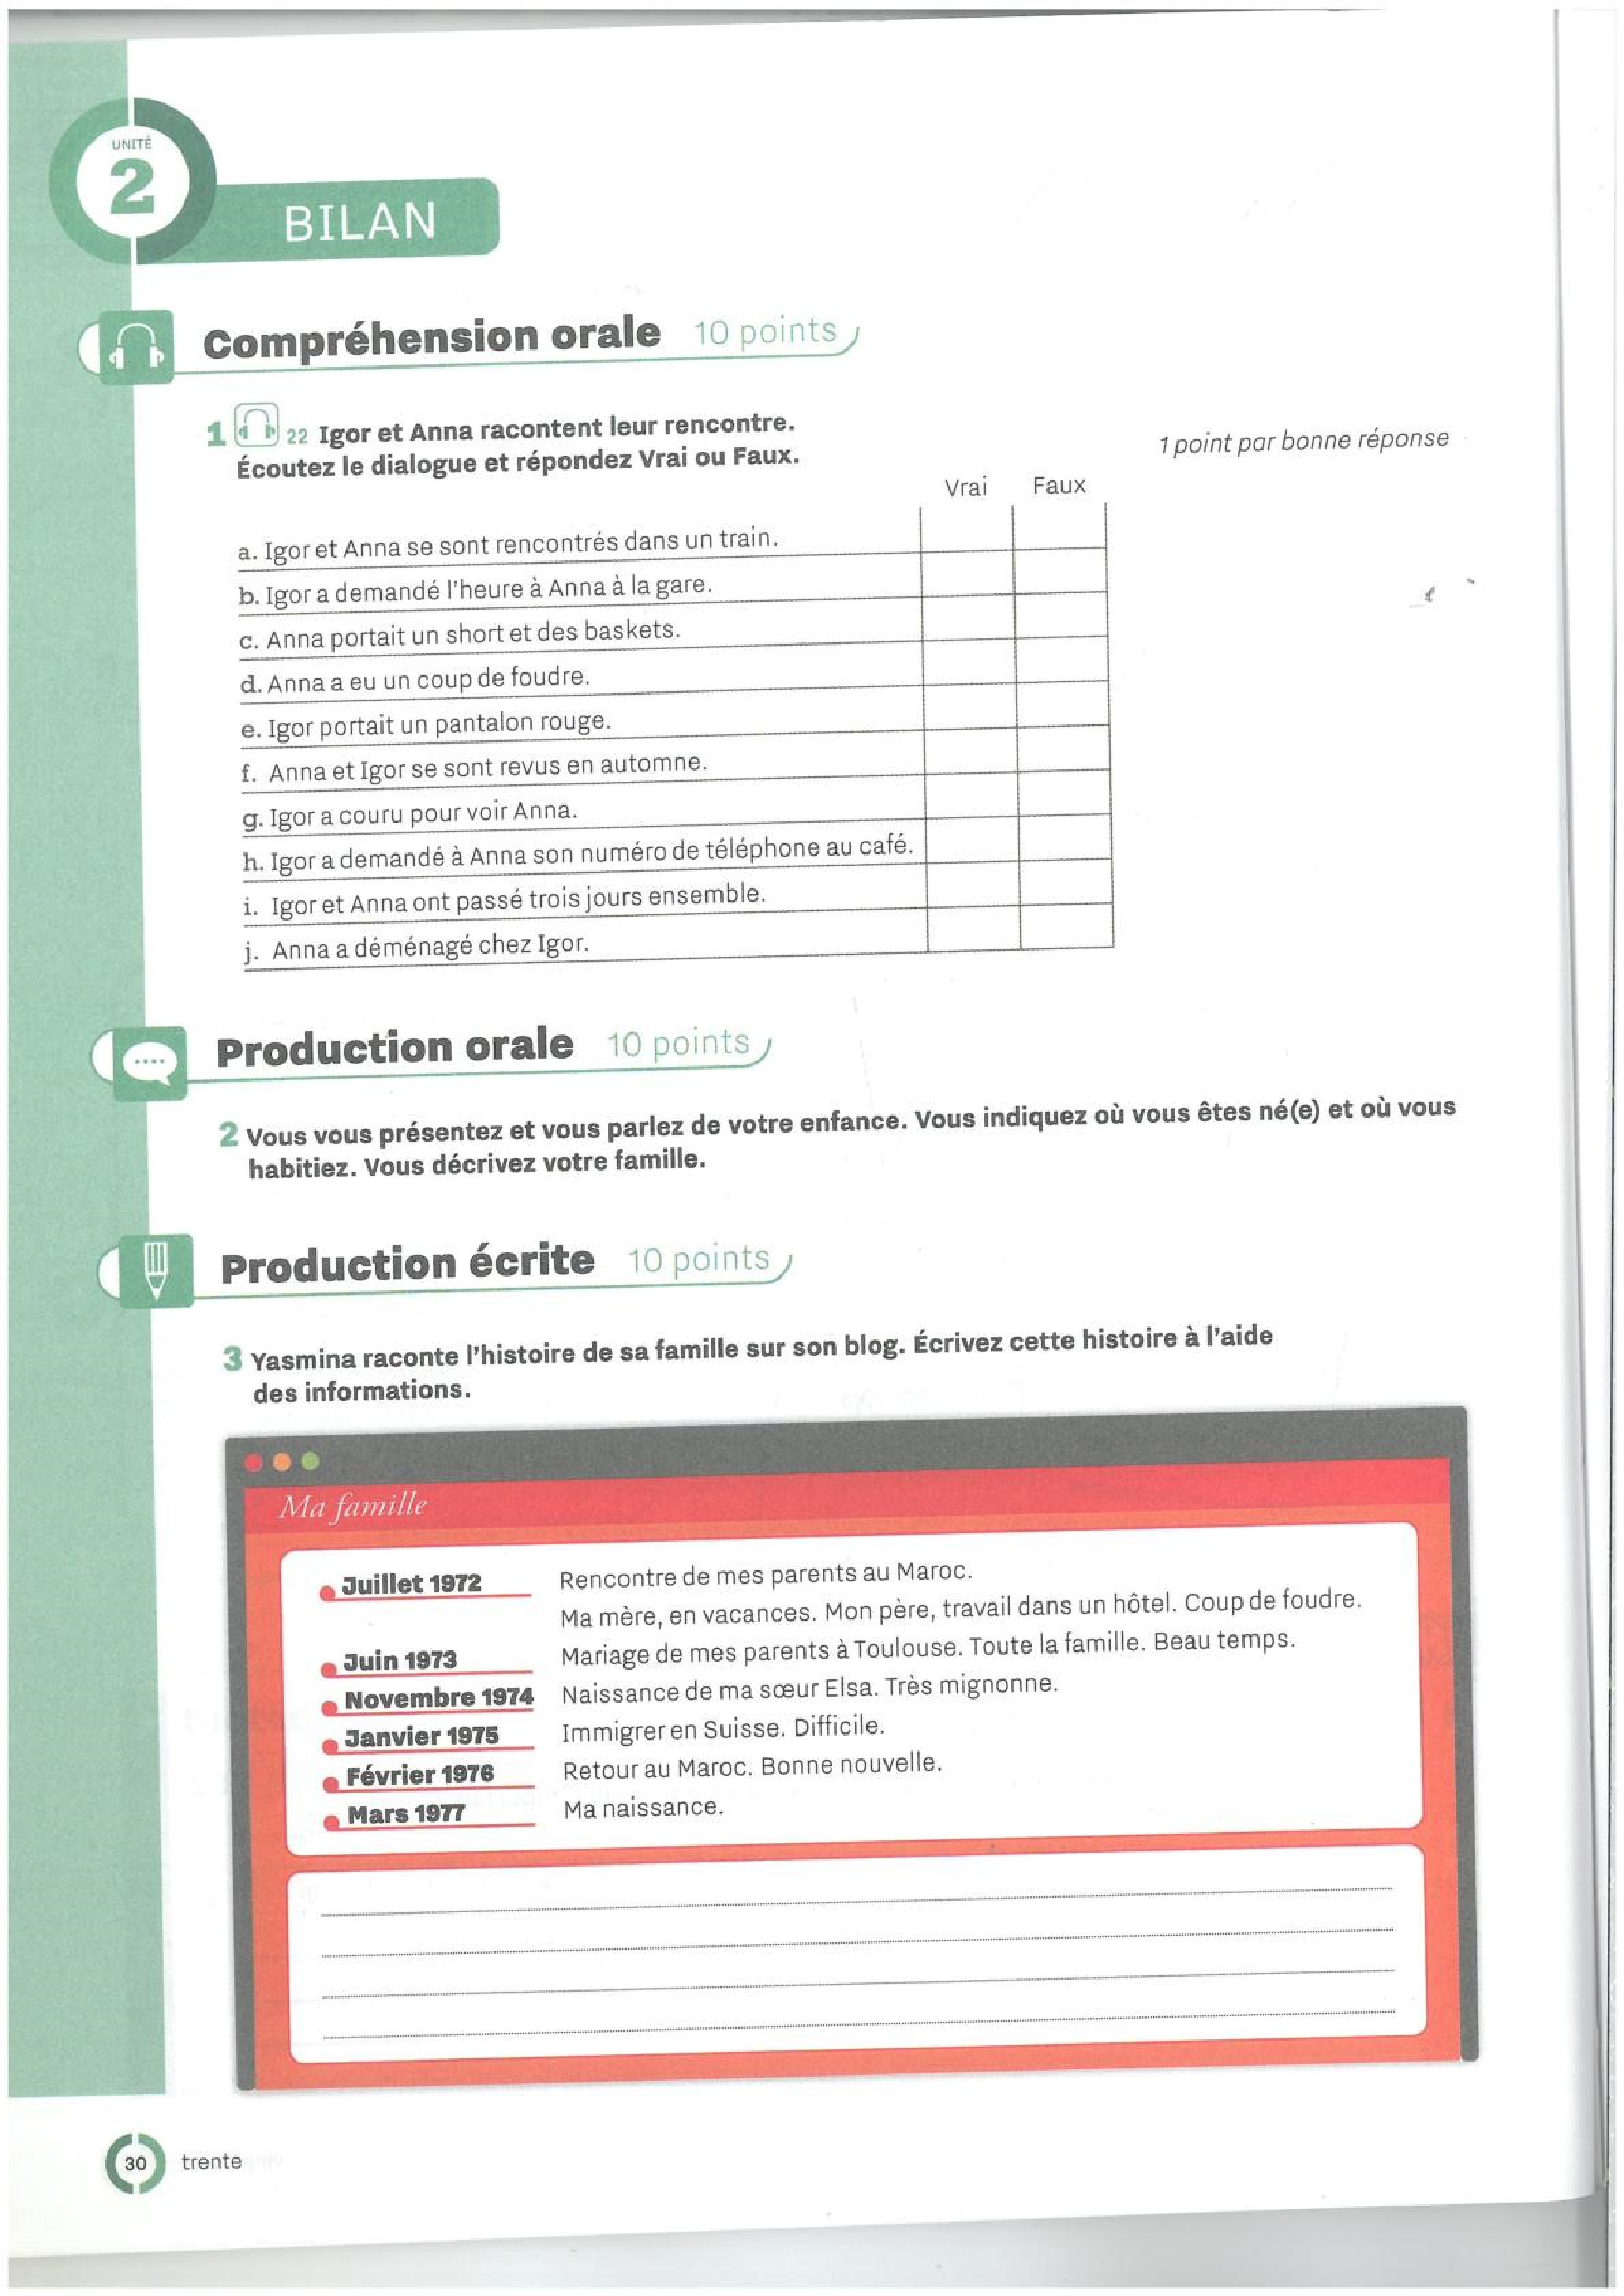 UNITÉ
2
BILAN
Compréhension orale 10 points
1 22 Igor et Anna racontent leur rencontre.
Écoutez le dialogue et répondez Vrai ou Faux.
1 point par bonne réponse
Vrai Faux
a. Igor et Anna se sont rencontrés dans un train.
b. Igor a demandé l'heure à Anna à la gare.
c. Anna portait un short et des baskets.
d. Anna a eu un coup de foudre.
e. Igor portait un pantalon rouge.
f. Anna et Igor se sont revus en automne.
g. Igor a couru pour voir Anna.
h. Igor a demandé à Anna son numéro de téléphone au café.
i. Igor et Anna ont passé trois jours ensemble.
j. Anna a déménagé chez Igor.
Production orale 10 points
2 Vous vous présentez et vous parlez de votre enfance. Vous indiquez où vous êtes né(e) et où vous
habitiez. Vous décrivez votre famille.
Production écrite 10 points
3 Yasmina raconte l'histoire de sa famille sur son blog. Écrivez cette histoire à l'aide
des informations.
Ma famille
Juillet 1972 Rencontre de mes parents au Maroc.
Ma mère, en vacances. Mon père, travail dans un hôtel. Coup de foudre.
Juin 1973 Mariage de mes parents à Toulouse. Toute la famille. Beau temps.
Novembre 1974 Naissance de ma sœur Elsa. Très mignonne.
Janvier 1975 Immigrer en Suisse. Difficile.
Février 1976 Retour au Maroc. Bonne nouvelle.
Mars 1977 Ma naissance.
30 trente